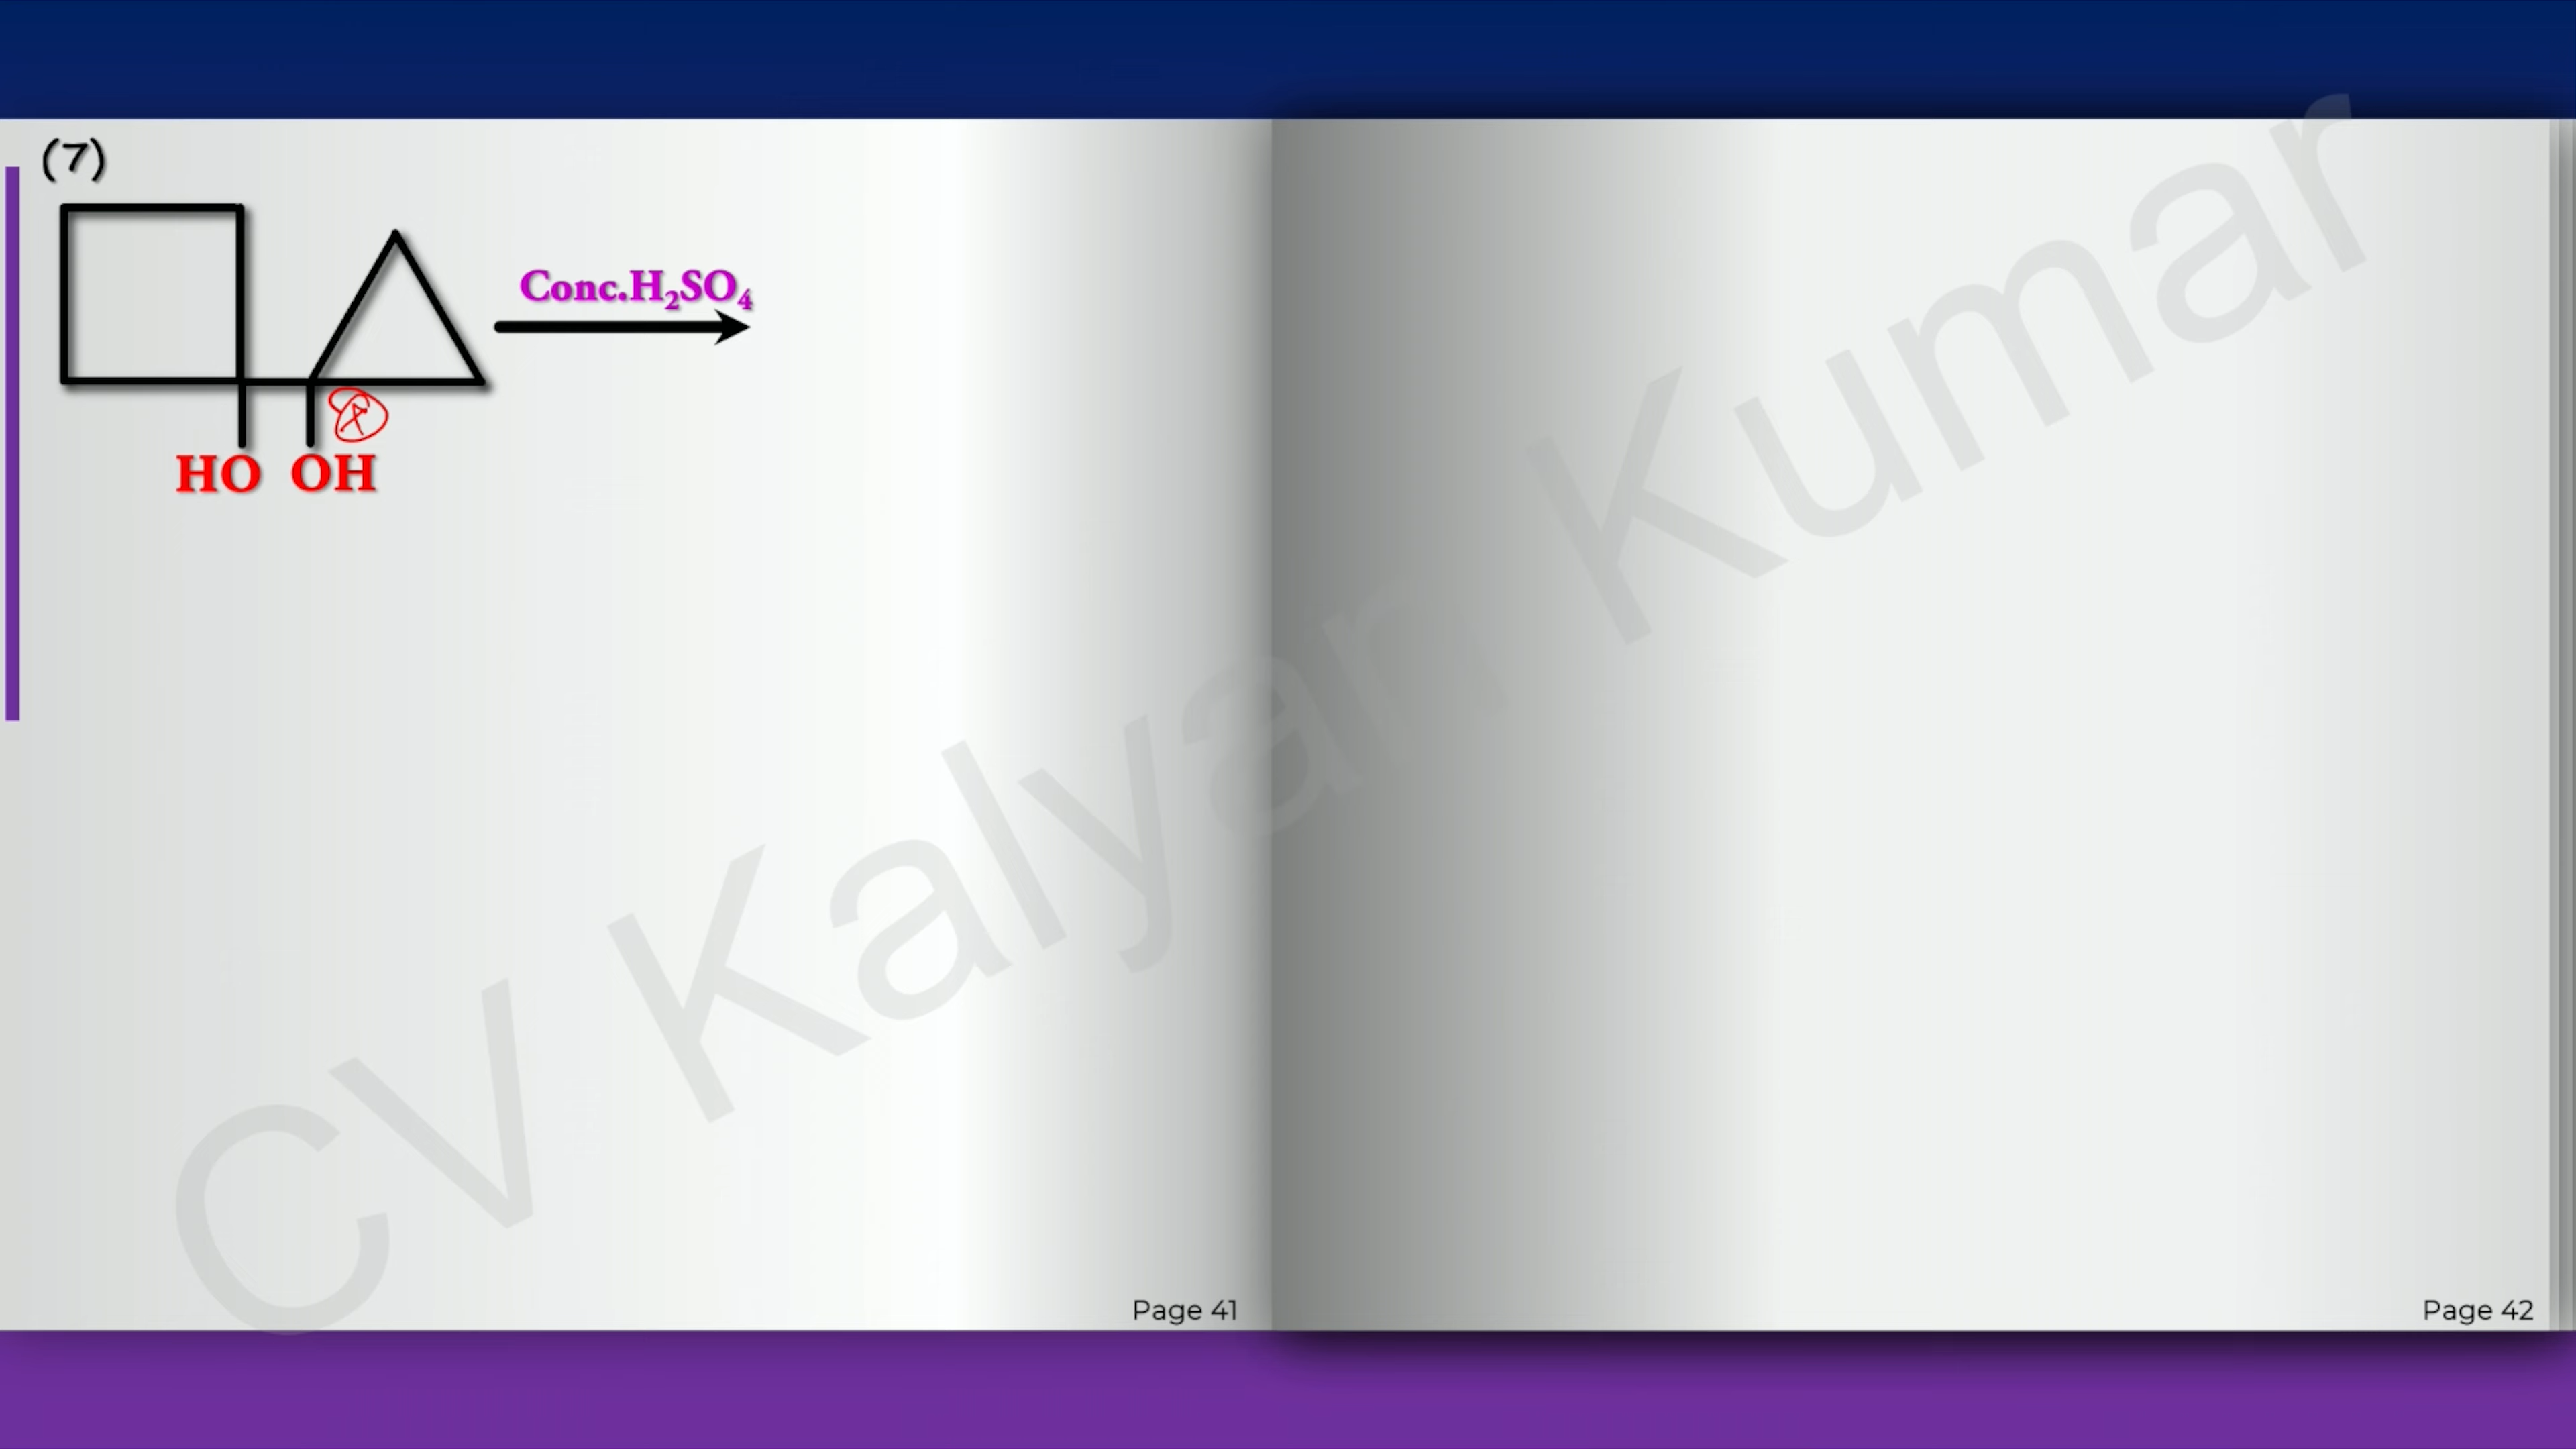 (7)
Conc.H₂SO₄
HO OH
CV Kalyan Kumar
Page 41
Page 42